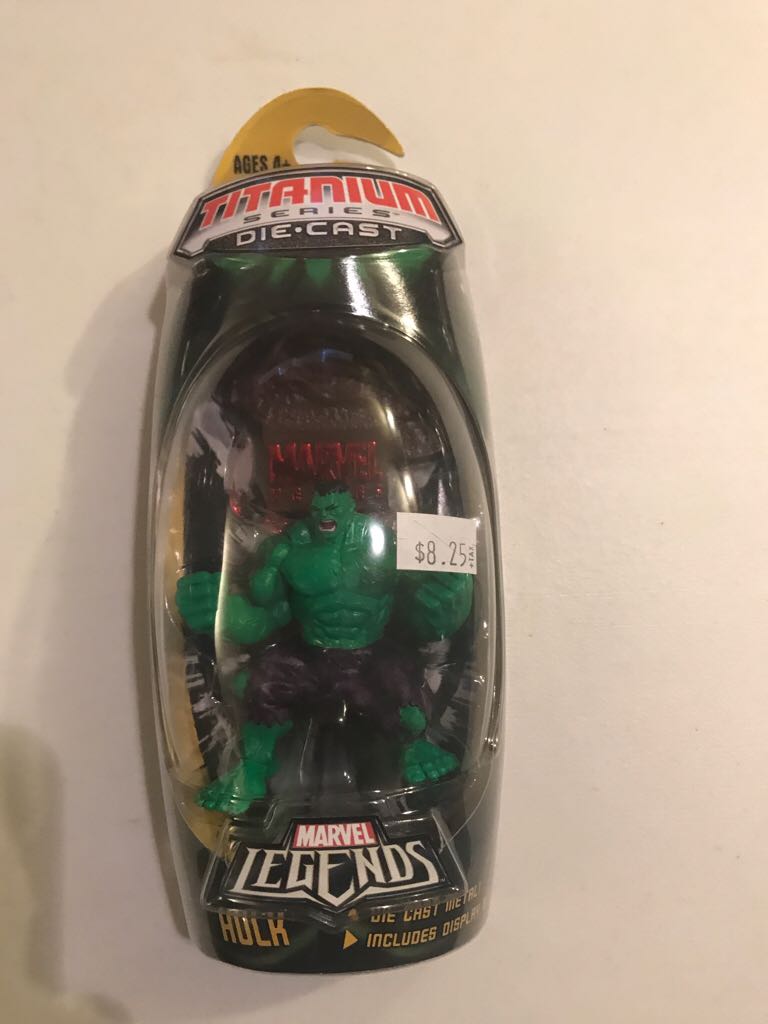 AGES 4+
TITANIUM
SERIES
DIE•CAST
MARVEL
$8.25
+TAX
MARVEL
LEGENDS
HULK
DIE CAST METAL
INCLUDES DISPLAY